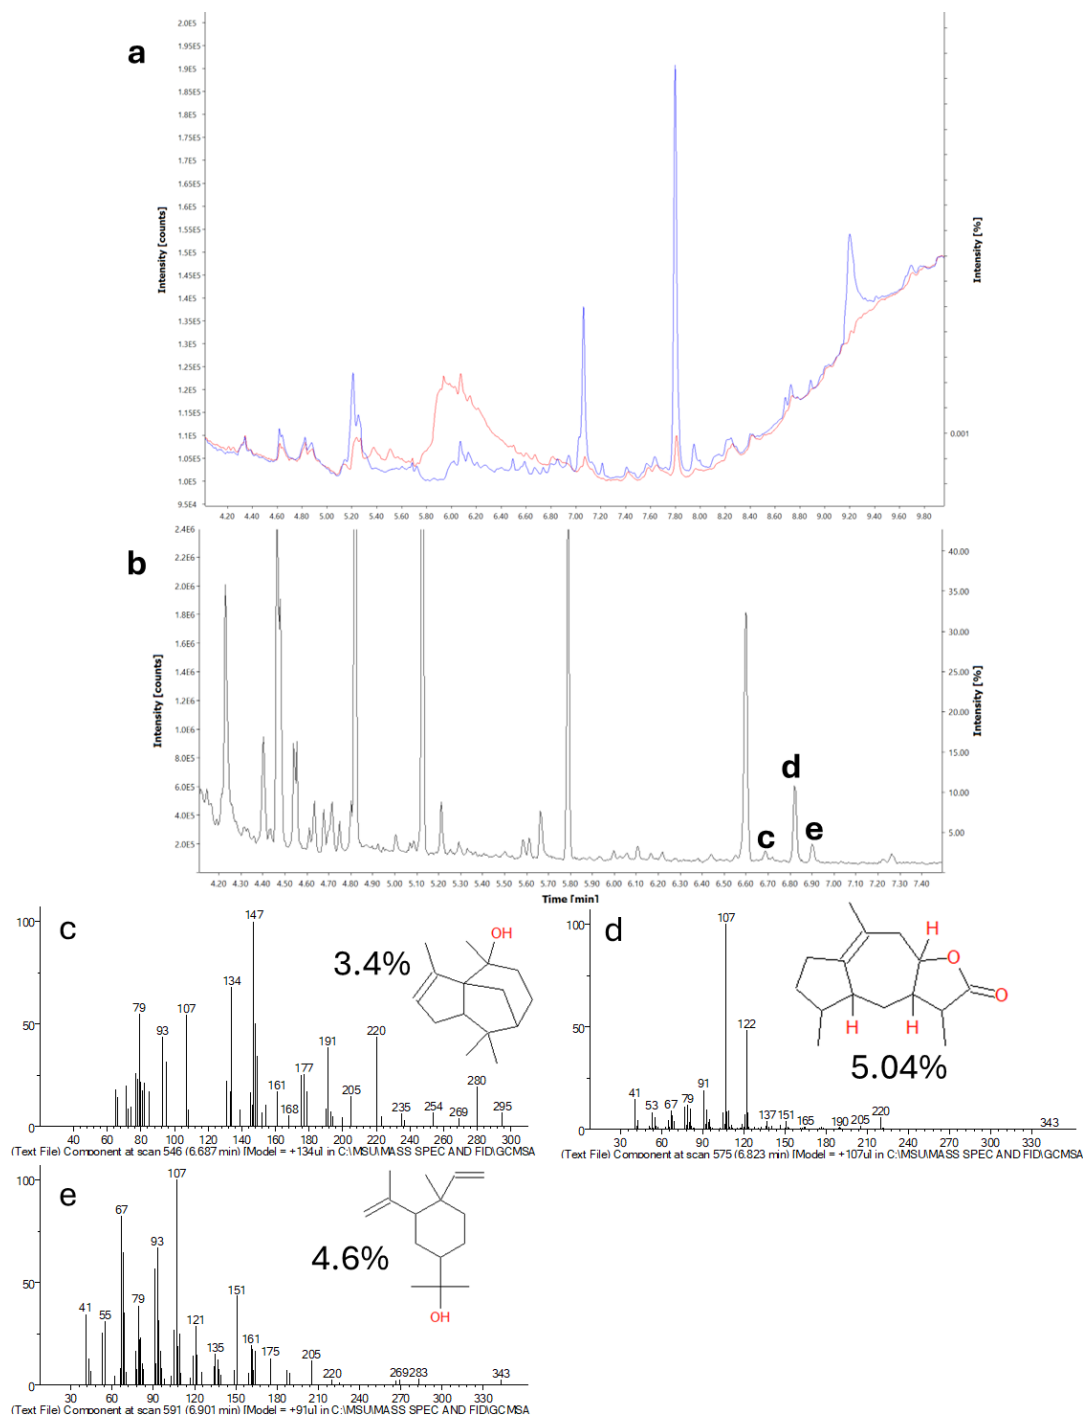 a
Intensity [counts]
2.0E5
1.95E5
1.9E5
1.85E5
1.8E5
1.75E5
1.7E5
1.65E5
1.6E5
1.55E5
1.5E5
1.45E5
1.4E5
1.35E5
1.3E5
1.25E5
1.2E5
1.15E5
1.1E5
1.05E5
1.0E5
9.5E4
Intensity [%]
0.001
4.20 4.40 4.60 4.80 5.00 5.20 5.40 5.60 5.80 6.00 6.20 6.40 6.60 6.80 7.00 7.20 7.40 7.60 7.80 8.00 8.20 8.40 8.60 8.80 9.00 9.20 9.40 9.60 9.80
b
Intensity [counts]
2.4E6
2.2E6
2.0E6
1.8E6
1.6E6
1.4E6
1.2E6
1.0E6
8.0E5
6.0E5
4.0E5
2.0E5
Intensity [%]
40.00
35.00
30.00
25.00
20.00
15.00
10.00
5.00
c
d
e
4.20 4.30 4.40 4.50 4.60 4.70 4.80 4.90 5.00 5.10 5.20 5.30 5.40 5.50 5.60 5.70 5.80 5.90 6.00 6.10 6.20 6.30 6.40 6.50 6.60 6.70 6.80 6.90 7.00 7.10 7.20 7.30 7.40
Time [min]
c
3.4%
OH
100
50
0
147
134
79
107
93
191
220
177
161
168
205
235
254
269
280
295
40 60 80 100 120 140 160 180 200 220 240 260 280 300
(Text File) Component at scan 546 (6.687 min) [Model = +134u] in C:\MSU\MASS SPEC AND FID\GCMSA
d
5.04%
H
O
O
H
H
100
50
0
107
122
41
53
67
79
91
137
151
165
190
205
220
343
30 60 90 120 150 180 210 240 270 300 330
(Text File) Component at scan 575 (6.823 min) [Model = +107u] in C:\MSU\MASS SPEC AND FID\GCMSA
e
4.6%
OH
100
50
0
107
67
93
41
55
79
151
121
135
161
175
205
220
269
283
343
30 60 90 120 150 180 210 240 270 300 330
(Text File) Component at scan 591 (6.901 min) [Model = +91u] in C:\MSU\MASS SPEC AND FID\GCMSA